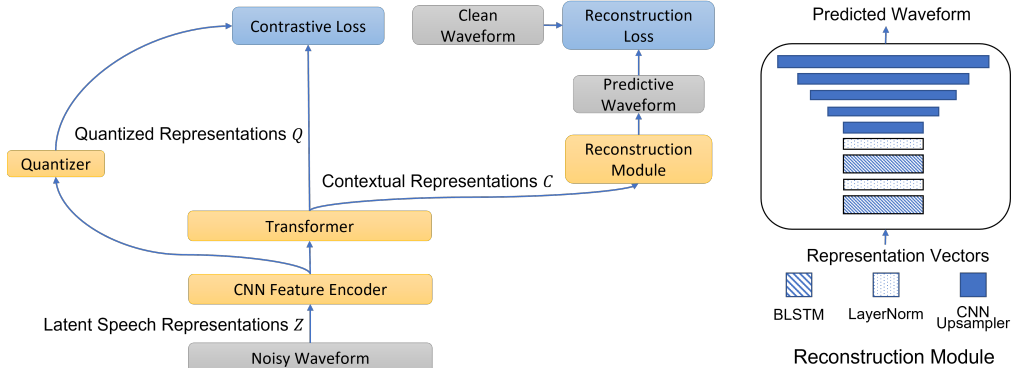 Contrastive Loss
Clean
Waveform
Reconstruction
Loss
Predictive
Waveform
Quantized Representations Q
Quantizer
Reconstruction
Module
Contextual Representations C
Transformer
CNN Feature Encoder
Latent Speech Representations Z
Noisy Waveform
Predicted Waveform
Representation Vectors
BLSTM
LayerNorm
CNN
Upsampler
Reconstruction Module